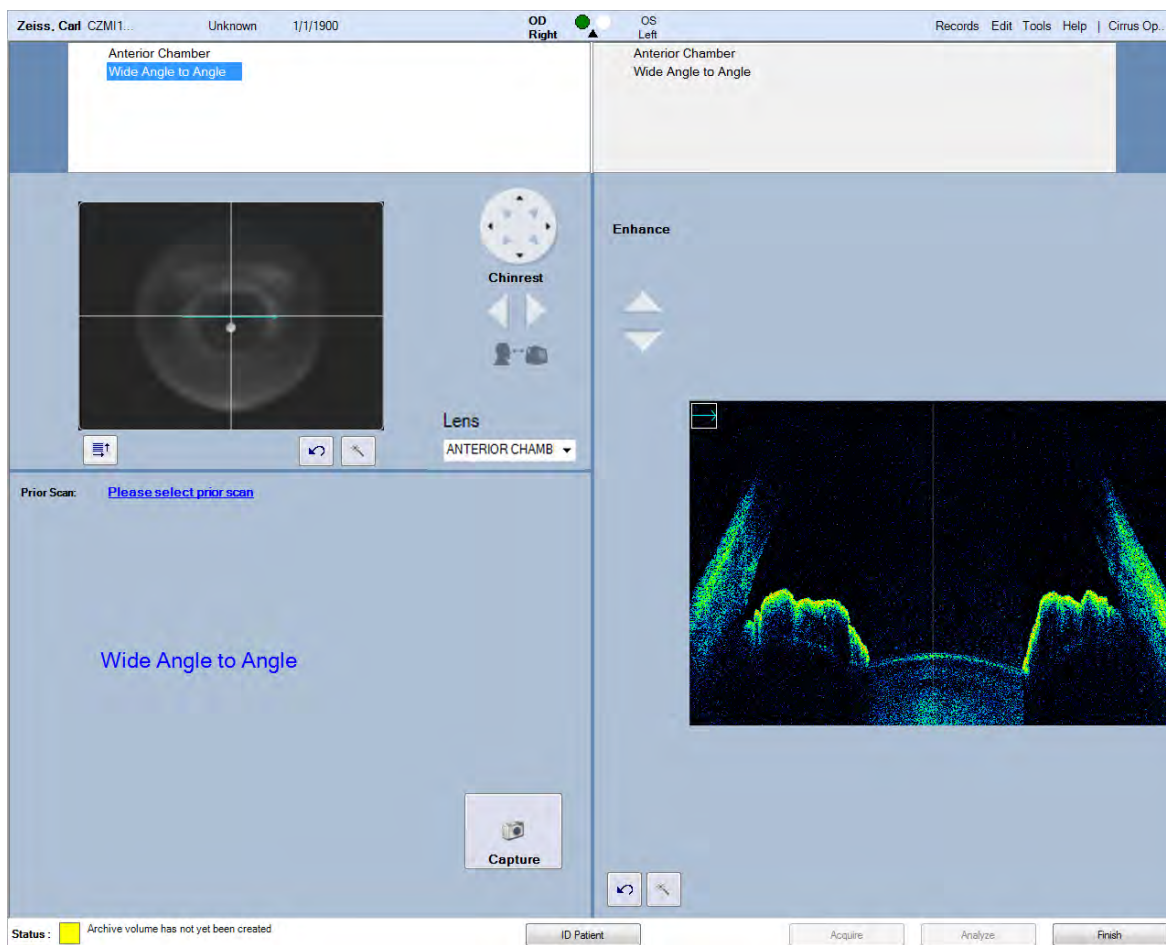 Zeiss, Carl CZMI1... Unknown 1/1/1900 OD Right OS Left Records Edit Tools Help | Cirrus Op..
Anterior Chamber
Wide Angle to Angle
Anterior Chamber
Wide Angle to Angle
Chinrest
Lens
ANTERIOR CHAMB
Enhance
Prior Scan: Please select prior scan
Wide Angle to Angle
Capture
Status : Archive volume has not yet been created ID Patient Acquire Analyze Finish